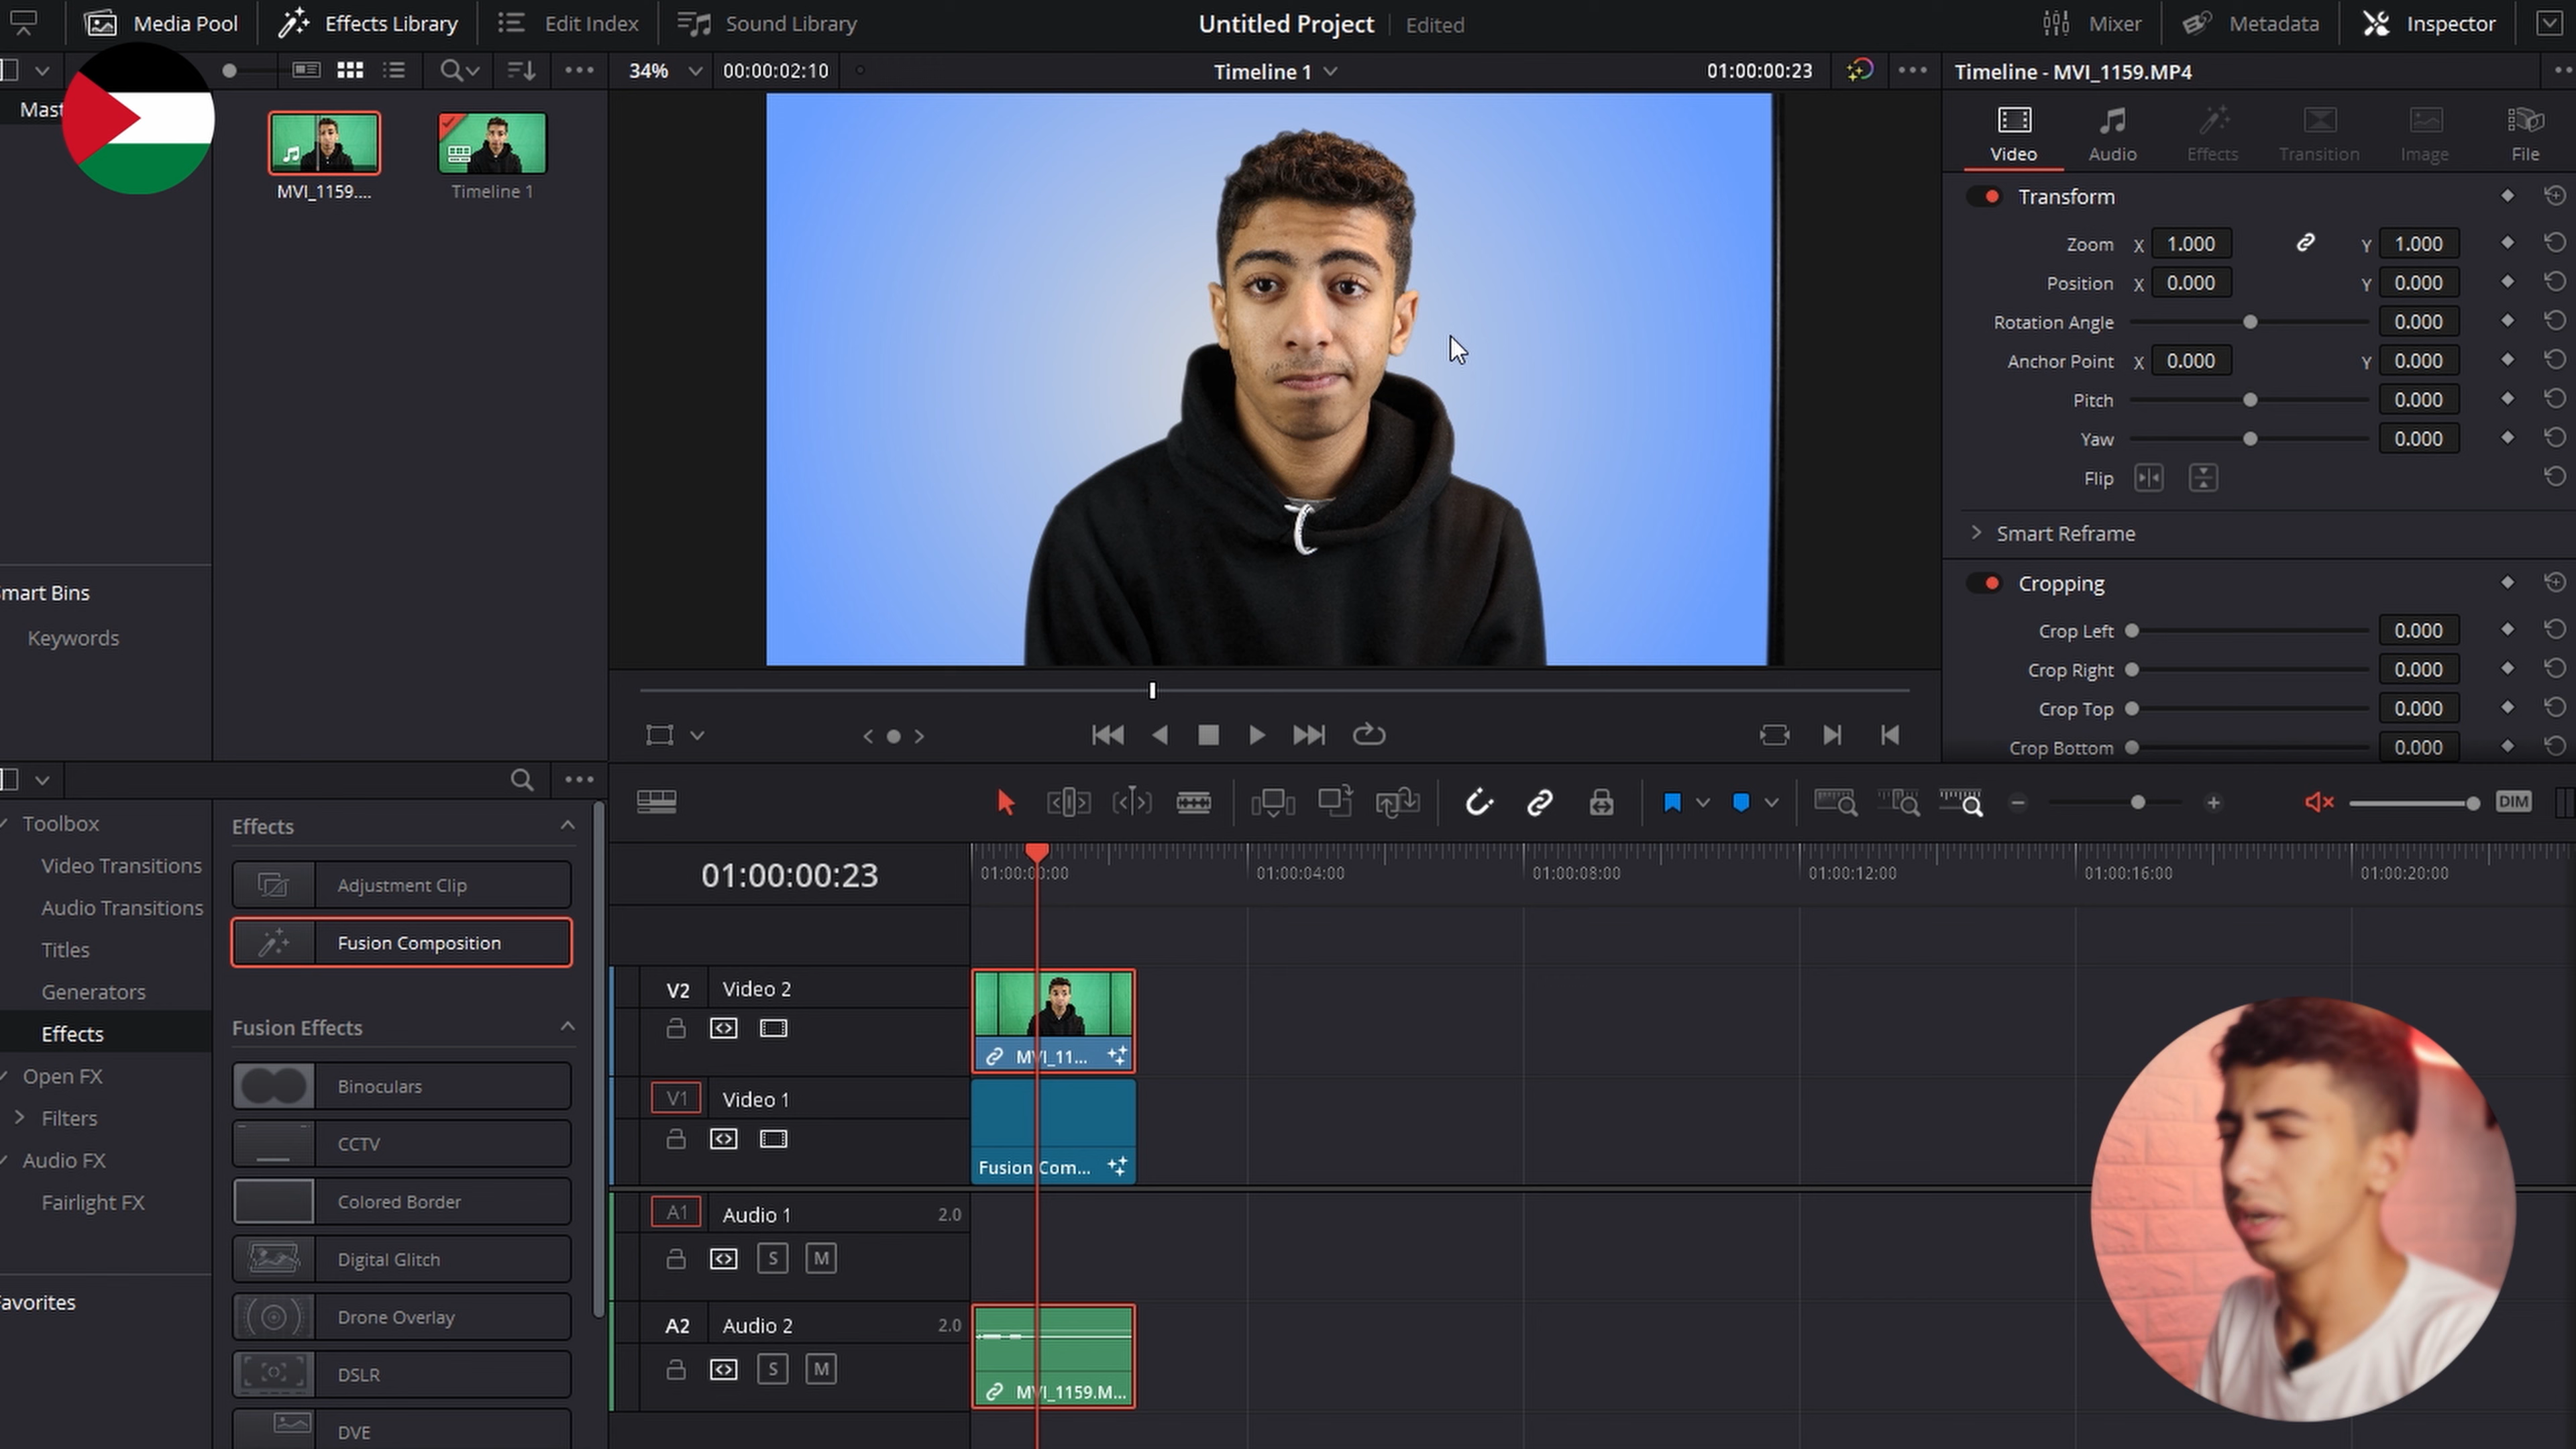 Media Pool
Effects Library
Edit Index
Sound Library
Untitled Project
Edited
Mixer
Metadata
Inspector
34%
00:00:02:10
Timeline 1
01:00:00:23
Timeline - MVI_1159.MP4
MVI_1159....
Timeline 1
Video
Audio
Effects
Transition
Image
File
Transform
Zoom X 1.000 Y 1.000
Position X 0.000 Y 0.000
Rotation Angle 0.000
Anchor Point X 0.000 Y 0.000
Pitch 0.000
Yaw 0.000
Flip
Smart Reframe
Cropping
Crop Left 0.000
Crop Right 0.000
Crop Top 0.000
Crop Bottom 0.000
mart Bins
Keywords
Toolbox
Video Transitions
Audio Transitions
Titles
Generators
Effects
Open FX
Filters
Audio FX
Fairlight FX
avorites
Effects
Adjustment Clip
Fusion Composition
Fusion Effects
Binoculars
CCTV
Colored Border
Digital Glitch
Drone Overlay
DSLR
DVE
DIM
01:00:00:23
01:00:00:00
01:00:04:00
01:00:08:00
01:00:12:00
01:00:16:00
01:00:20:00
V2 Video 2
MVI_11...
V1 Video 1
Fusion Com...
A1 Audio 1 2.0
S M
A2 Audio 2 2.0
S M
MVI_1159.M...